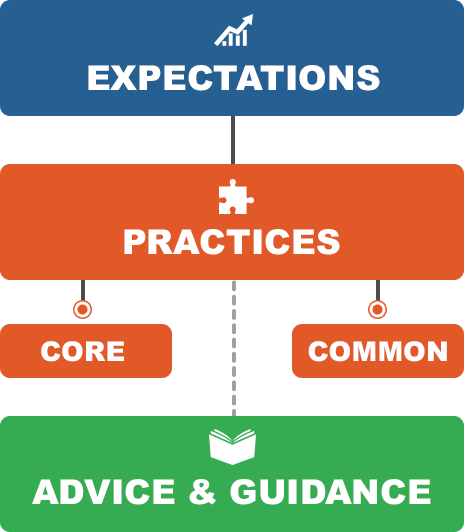 EXPECTATIONS
PRACTICES
CORE
COMMON
ADVICE & GUIDANCE